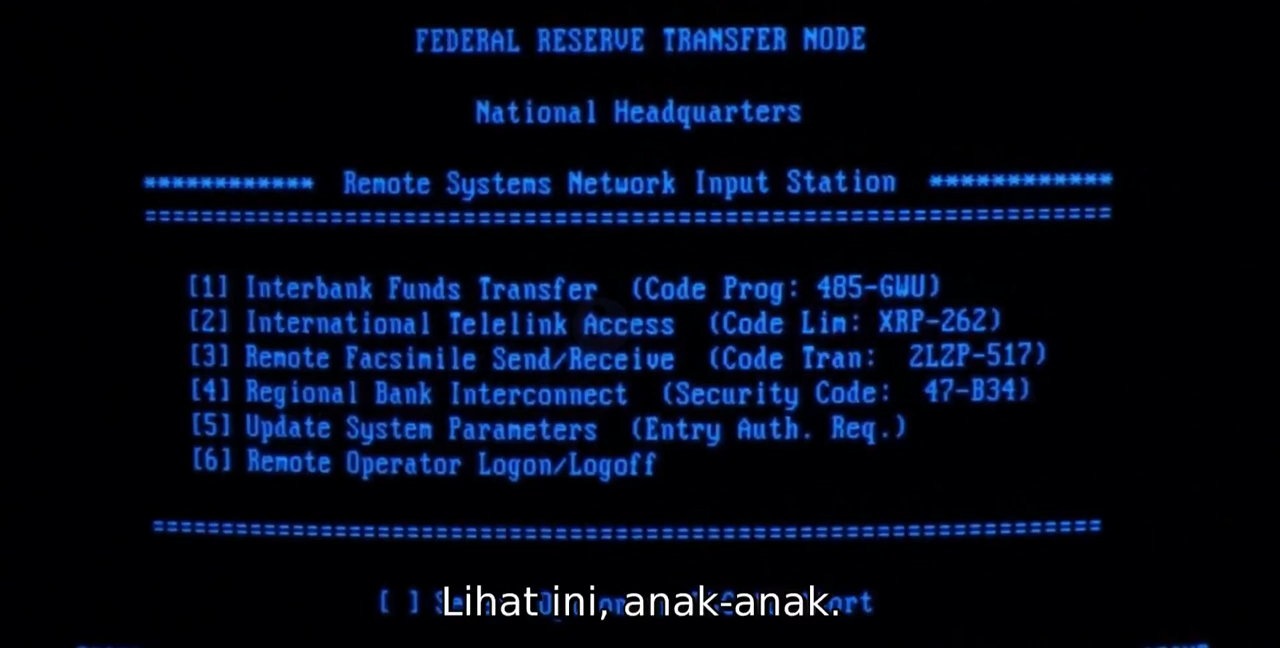 FEDERAL RESERVE TRANSFER NODE
National Headquarters
************ Remote Systems Network Input Station *************
=====================================================================
[1] Interbank Funds Transfer (Code Prog: 485-GWU)
[2] International Telelink Access (Code Lim: XRP-262)
[3] Remote Facsimile Send/Receive (Code Tran: 2LZP-517)
[4] Regional Bank Interconnect (Security Code: 47-B34)
[5] Update System Parameters (Entry Auth. Req.)
[6] Remote Operator Logon/Logoff
=====================================================================
[ ]
Lihat ini, anak-anak.